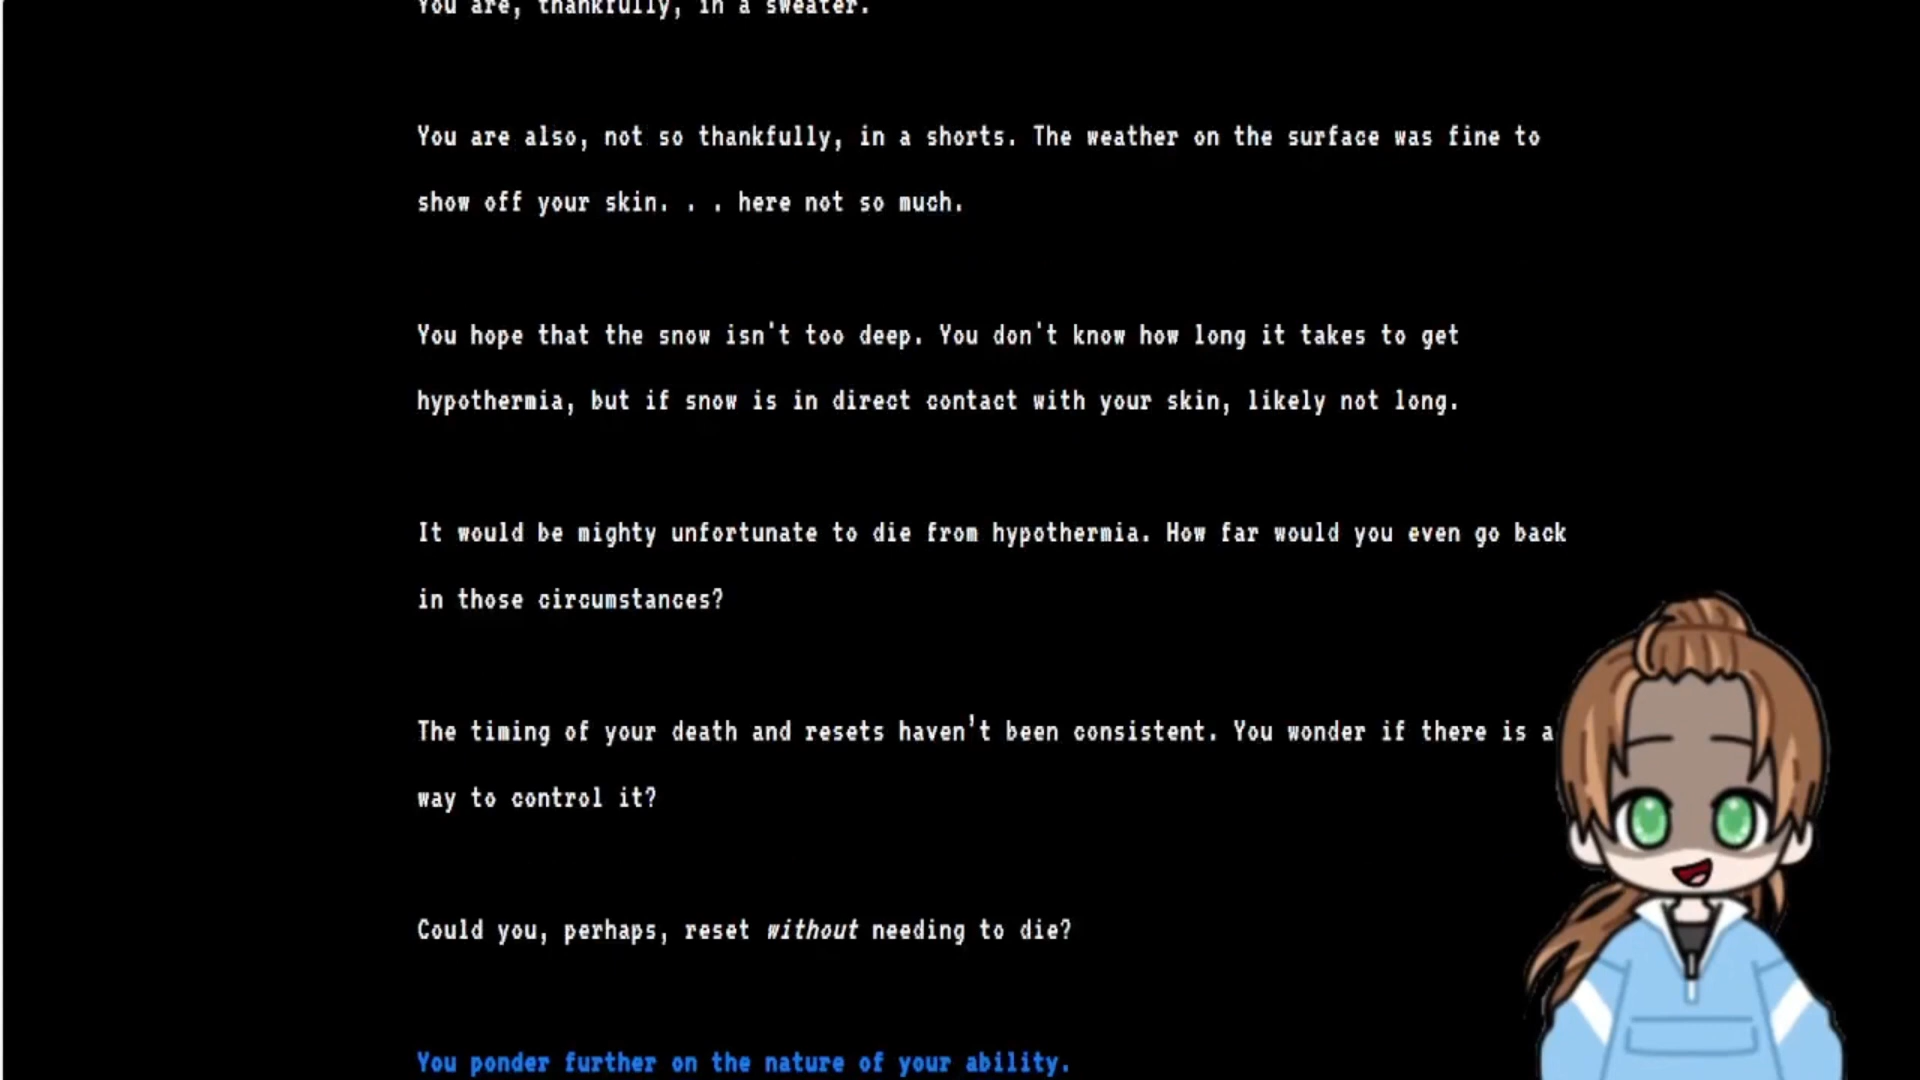 You are, thankfully, in a sweater.
You are also, not so thankfully, in a shorts. The weather on the surface was fine to
show off your skin. . . here not so much.
You hope that the snow isn't too deep. You don't know how long it takes to get
hypothermia, but if snow is in direct contact with your skin, likely not long.
It would be mighty unfortunate to die from hypothermia. How far would you even go back
in those circumstances?
The timing of your death and resets haven't been consistent. You wonder if there is a
way to control it?
Could you, perhaps, reset without needing to die?
You ponder further on the nature of your ability.